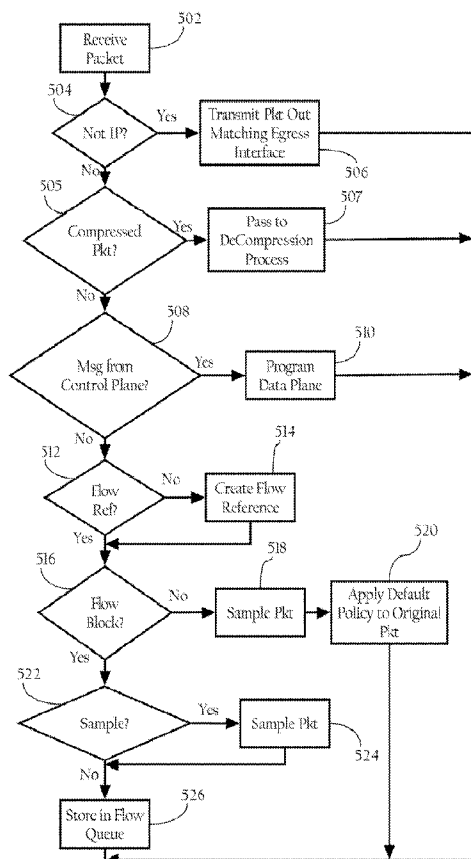 502
Receive
Packet
504
Not IP?
Yes
Transmit Pkt Out
Matching Egress
Interface
506
No
505
Compressed
Pkt?
Yes
Pass to
DeCompression
Process
507
No
508
Msg from
Control Plane?
Yes
Program
Data Plane
510
No
512
Flow
Ref?
No
Create Flow
Reference
514
Yes
516
Flow
Block?
No
Sample Pkt
518
Apply Default
Policy to Original
Pkt
520
Yes
522
Sample?
Yes
Sample Pkt
524
No
526
Store in Flow
Queue